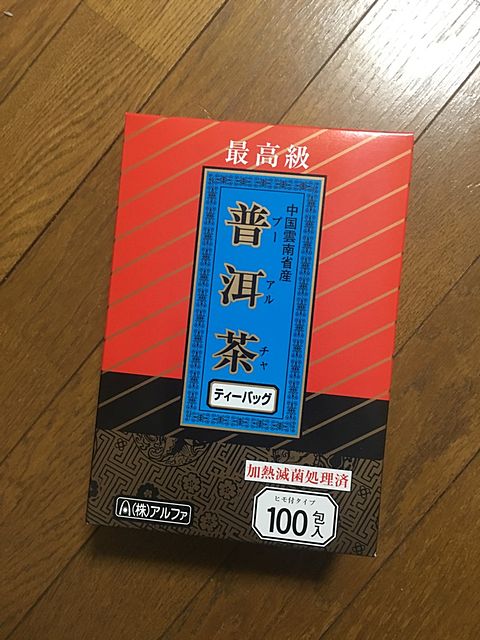 最高級
中国雲南省産
普洱茶
プーアルチャ
ティーバッグ
加熱滅菌処理済
ヒモ付タイプ
100包入
(株)アルファ